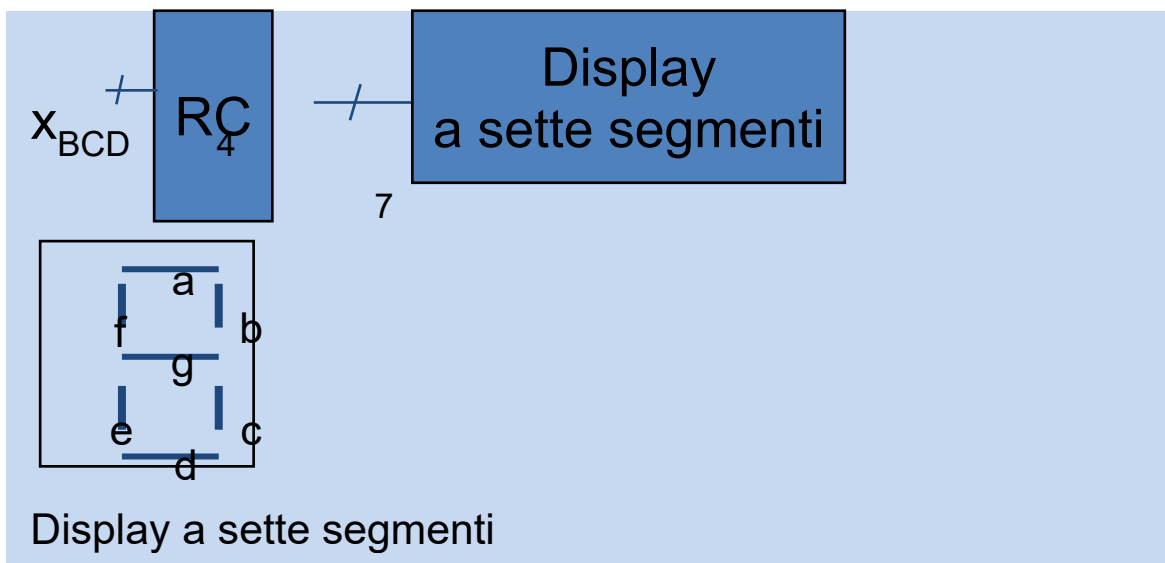 Display
a sette segmenti
x_BCD
RC
4
7
a
f
b
g
e
c
d
Display a sette segmenti